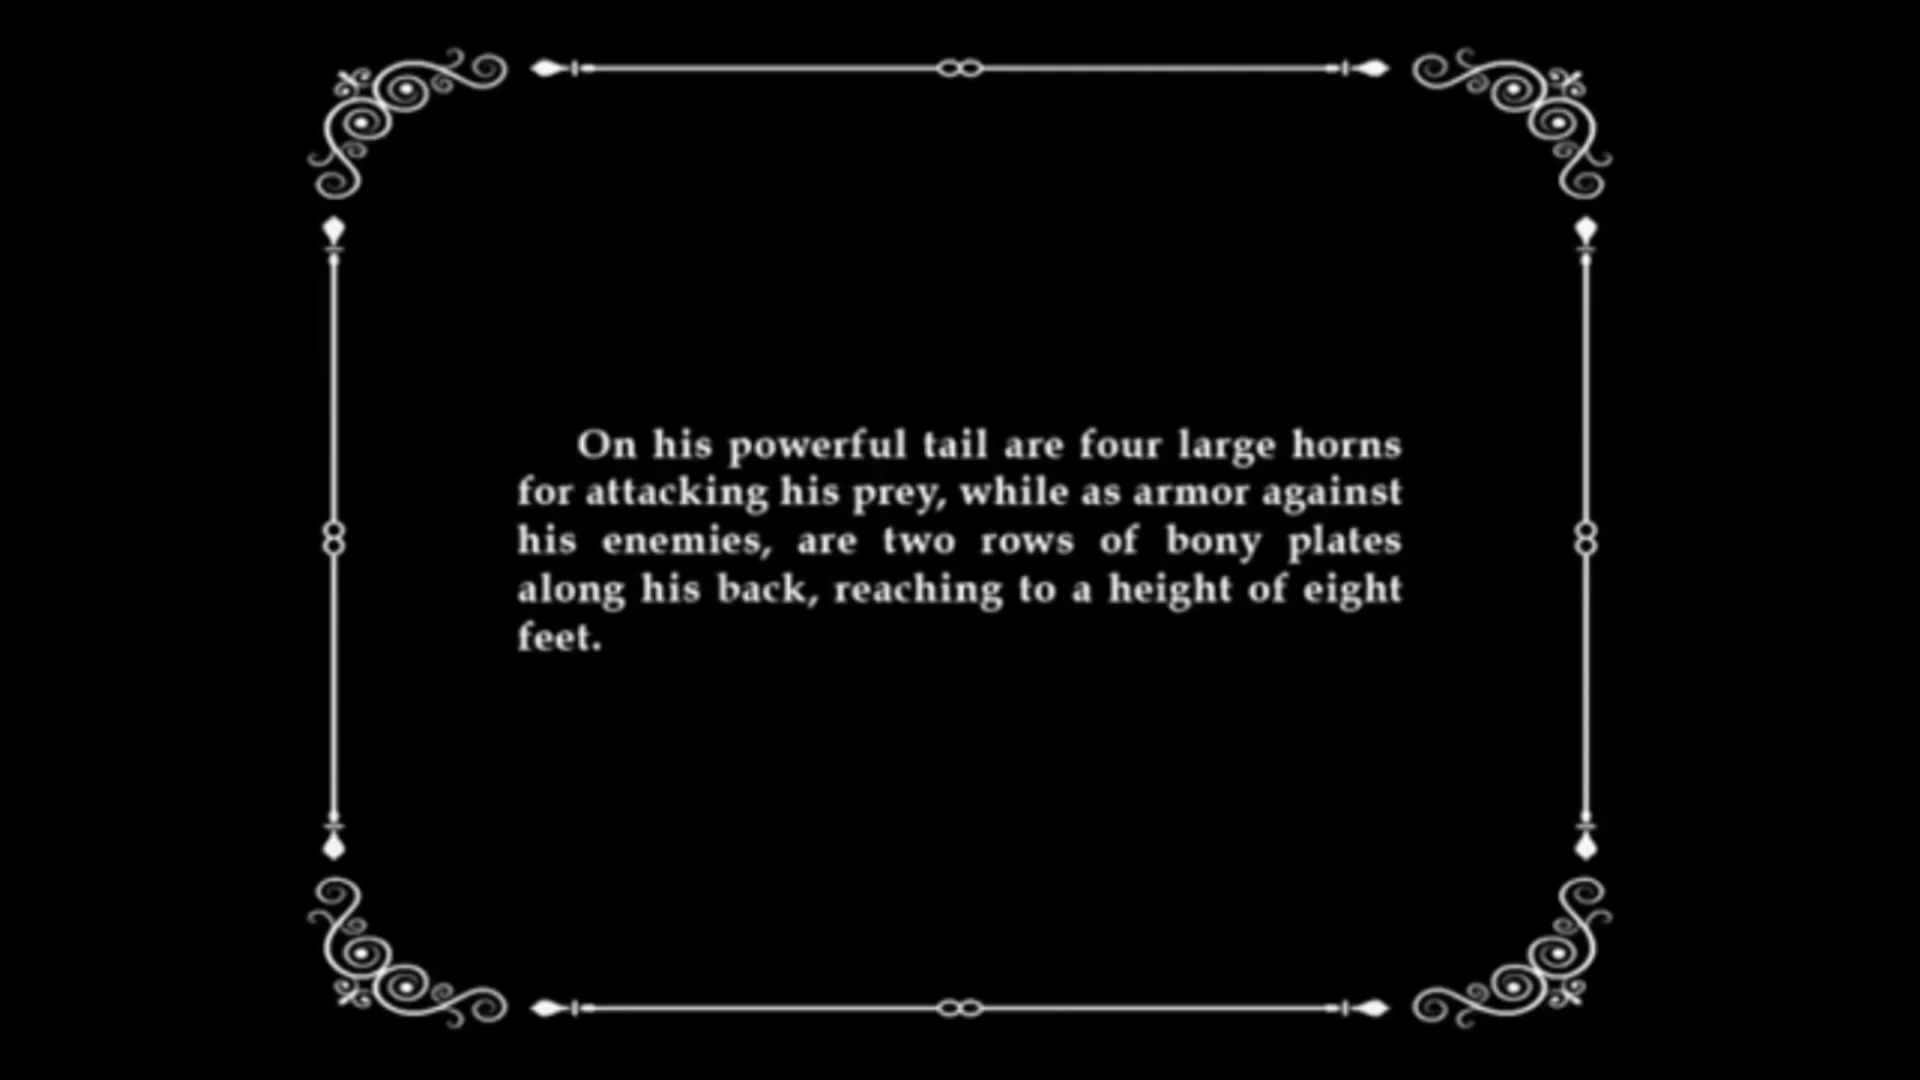 On his powerful tail are four large horns
for attacking his prey, while as armor against
his enemies, are two rows of bony plates
along his back, reaching to a height of eight
feet.